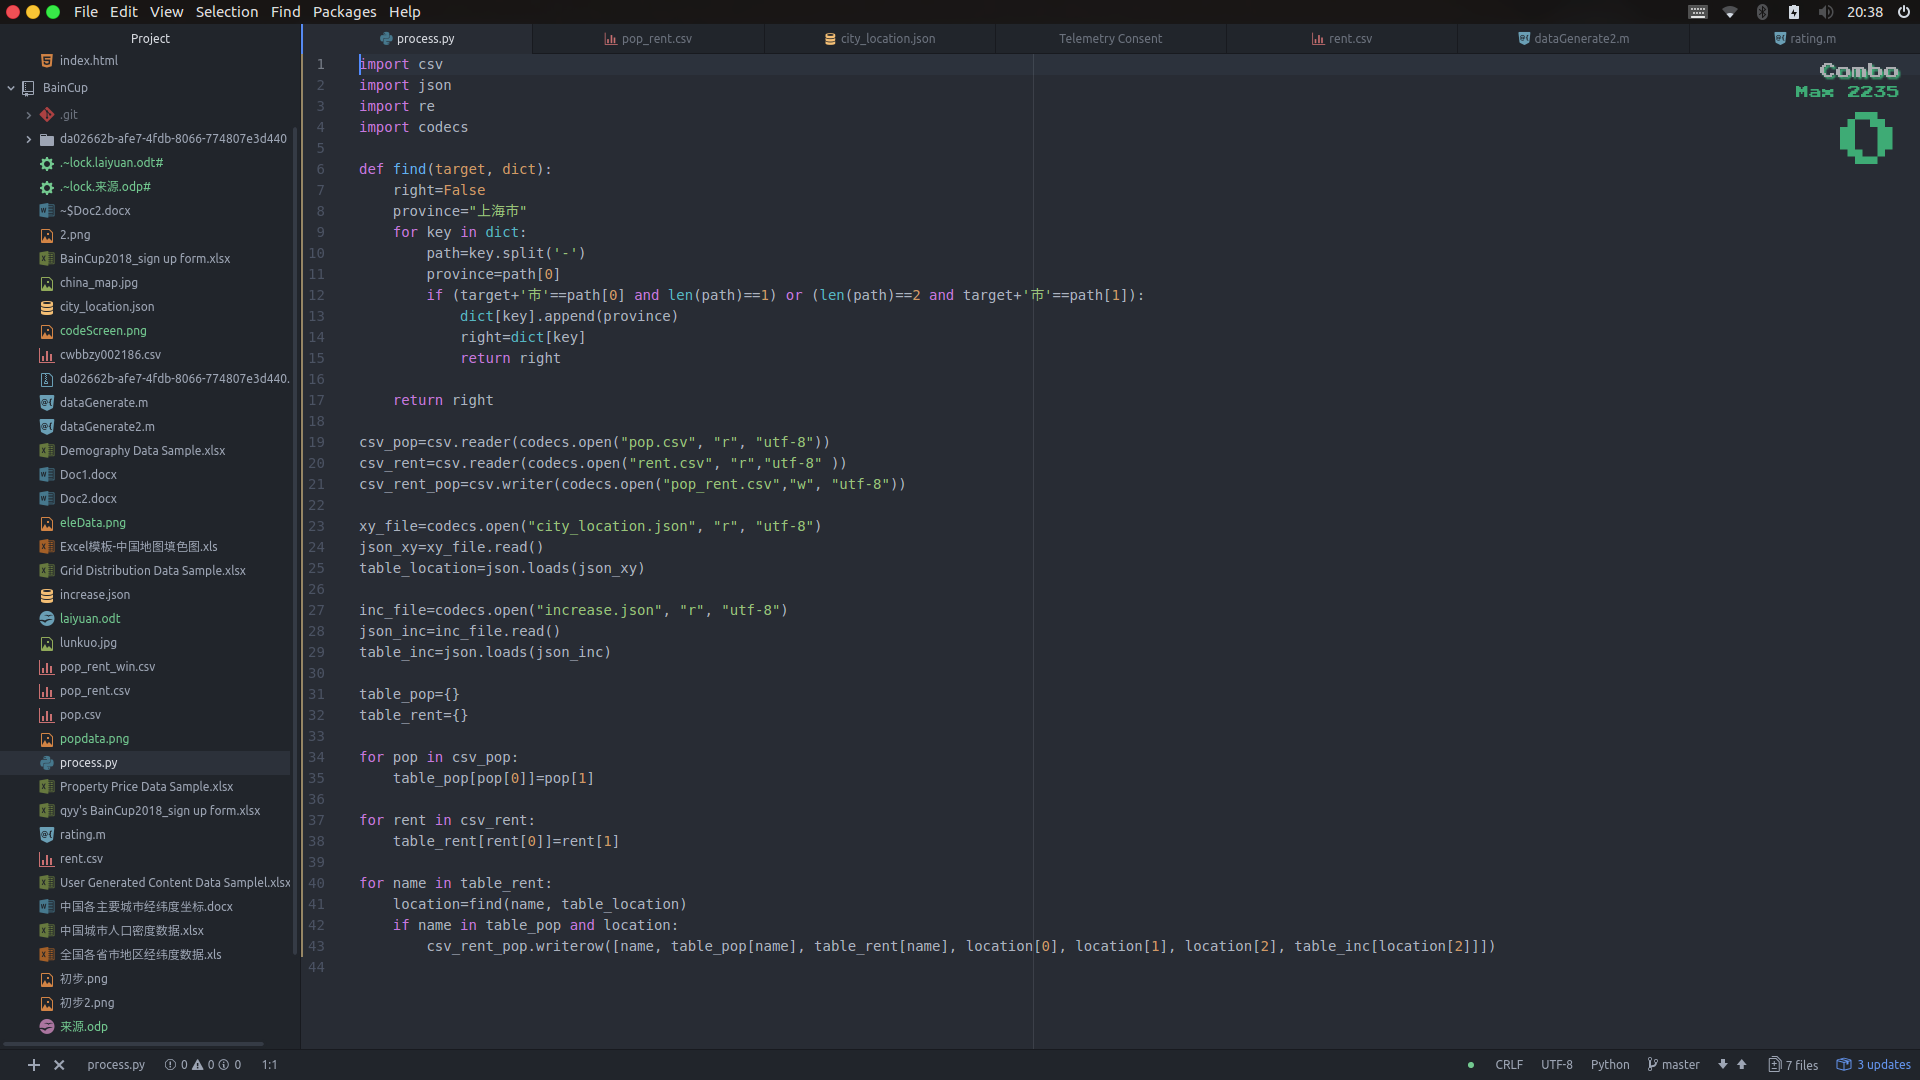 File Edit View Selection Find Packages Help 20:38
Project
process.py pop_rent.csv city_location.json Telemetry Consent rent.csv dataGenerate2.m rating.m
index.html
BainCup
.git
da02662b-afe7-4fdb-8066-774807e3d440
.~lock.laiyuan.odt#
.~lock.来源.odp#
~$Doc2.docx
2.png
BainCup2018_sign up form.xlsx
china_map.jpg
city_location.json
codeScreen.png
cwbbzy002186.csv
da02662b-afe7-4fdb-8066-774807e3d440.
dataGenerate.m
dataGenerate2.m
Demography Data Sample.xlsx
Doc1.docx
Doc2.docx
eleData.png
Excel模板-中国地图填色图.xls
Grid Distribution Data Sample.xlsx
increase.json
laiyuan.odt
lunkuo.jpg
pop_rent_win.csv
pop_rent.csv
pop.csv
popdata.png
process.py
Property Price Data Sample.xlsx
qyy's BainCup2018_sign up form.xlsx
rating.m
rent.csv
User Generated Content Data Samplel.xlsx
中国各主要城市经纬度坐标.docx
中国城市人口密度数据.xlsx
全国各省市地区经纬度数据.xls
初步.png
初步2.png
来源.odp
1 import csv
2 import json
3 import re
4 import codecs
5
6 def find(target, dict):
7     right=False
8     province="上海市"
9     for key in dict:
10         path=key.split('-')
11         province=path[0]
12         if (target+'市'==path[0] and len(path)==1) or (len(path)==2 and target+'市'==path[1]):
13             dict[key].append(province)
14             right=dict[key]
15             return right
16
17     return right
18
19 csv_pop=csv.reader(codecs.open("pop.csv", "r", "utf-8"))
20 csv_rent=csv.reader(codecs.open("rent.csv", "r","utf-8" ))
21 csv_rent_pop=csv.writer(codecs.open("pop_rent.csv","w", "utf-8"))
22
23 xy_file=codecs.open("city_location.json", "r", "utf-8")
24 json_xy=xy_file.read()
25 table_location=json.loads(json_xy)
26
27 inc_file=codecs.open("increase.json", "r", "utf-8")
28 json_inc=inc_file.read()
29 table_inc=json.loads(json_inc)
30
31 table_pop={}
32 table_rent={}
33
34 for pop in csv_pop:
35     table_pop[pop[0]]=pop[1]
36
37 for rent in csv_rent:
38     table_rent[rent[0]]=rent[1]
39
40 for name in table_rent:
41     location=find(name, table_location)
42     if name in table_pop and location:
43         csv_rent_pop.writerow([name, table_pop[name], table_rent[name], location[0], location[1], location[2], table_inc[location[2]]])
44
Combo
Max 2235
0
process.py 0 0 0 1:1 CRLF UTF-8 Python master 7 files 3 updates